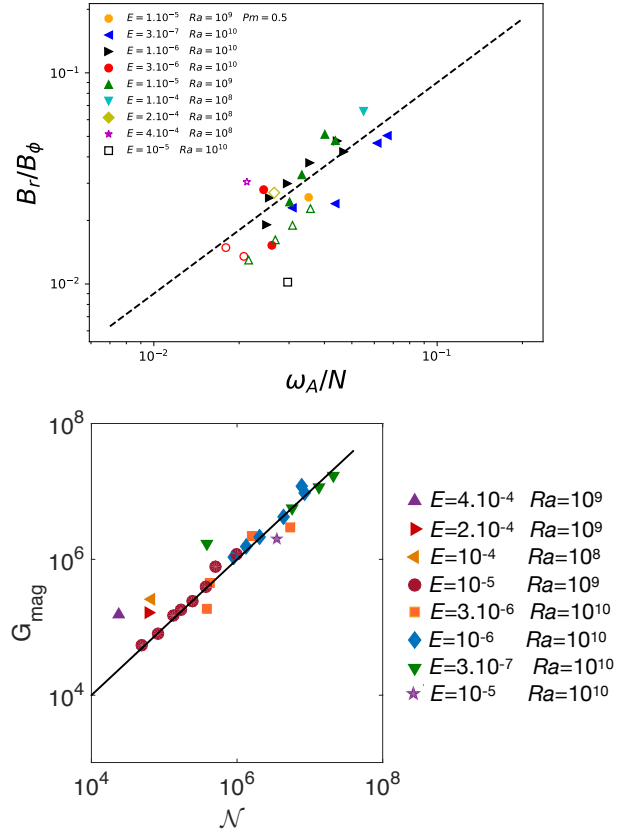 E = 1.10⁻⁵ Ra = 10⁹ Pm = 0.5
E = 3.10⁻⁷ Ra = 10¹⁰
E = 1.10⁻⁶ Ra = 10¹⁰
E = 3.10⁻⁶ Ra = 10¹⁰
E = 1.10⁻⁵ Ra = 10⁹
E = 1.10⁻⁴ Ra = 10⁸
E = 2.10⁻⁴ Ra = 10⁸
E = 4.10⁻⁴ Ra = 10⁸
E = 10⁻⁵ Ra = 10¹⁰
10⁻¹
10⁻²
B_r/B_ϕ
10⁻² 10⁻¹
ω_A/N
10⁸
10⁶
10⁴
G_mag
10⁴ 10⁶ 10⁸
𝒩
E=4.10⁻⁴ Ra=10⁹
E=2.10⁻⁴ Ra=10⁹
E=10⁻⁴ Ra=10⁸
E=10⁻⁵ Ra=10⁹
E=3.10⁻⁶ Ra=10¹⁰
E=10⁻⁶ Ra=10¹⁰
E=3.10⁻⁷ Ra=10¹⁰
E=10⁻⁵ Ra=10¹⁰